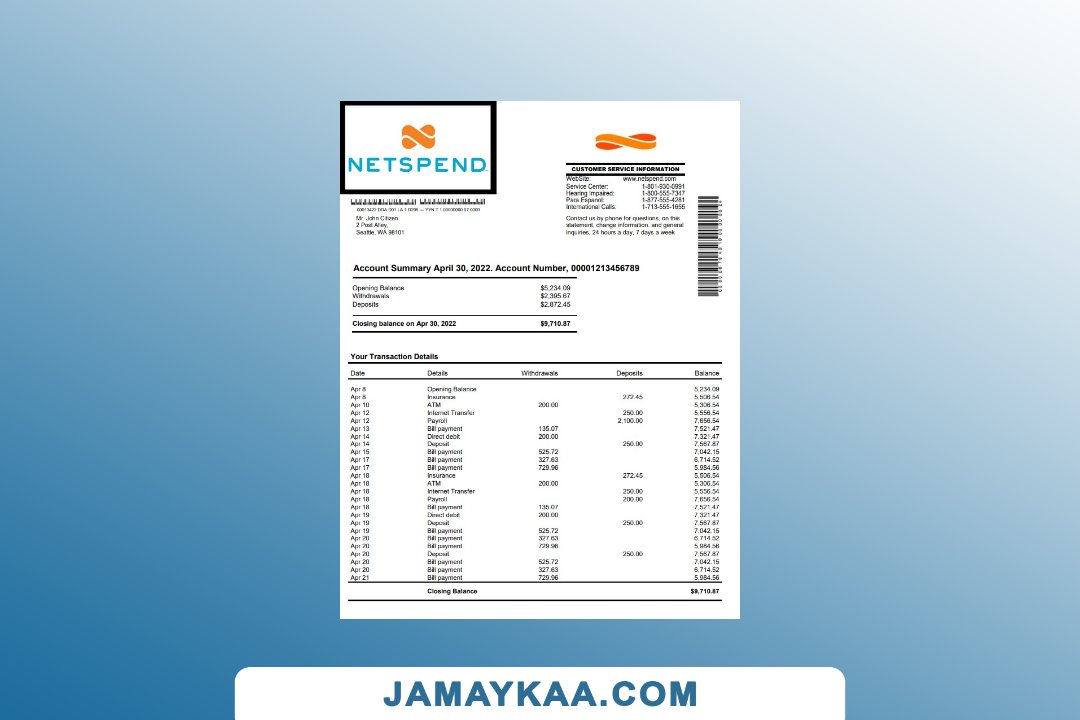 NETSPEND
Mr. John Citizen
2 Post Alley,
Seattle, WA 98101
CUSTOMER SERVICE INFORMATION
WebSite: www.netspend.com
Service Center: 1-801-930-0991
Hearing Impaired: 1-800-555-7347
Para Espanol: 1-877-555-4281
International Calls: 1-713-555-1655
Contact us by phone for questions, on this
statement, change information, and general
inquiries, 24 hours a day, 7 days a week
Account Summary April 30, 2022. Account Number, 00001213456789
Opening Balance $5,234.09
Withdrawals $2,395.67
Deposits $2,872.45
Closing balance on Apr 30, 2022 $9,710.87
Your Transaction Details
Date Details Withdrawals Deposits Balance
Apr 8 Opening Balance 5,234.09
Apr 8 Insurance 272.45 5,506.54
Apr 10 ATM 200.00 5,306.54
Apr 12 Internet Transfer 250.00 5,556.54
Apr 12 Payroll 2,100.00 7,656.54
Apr 13 Bill payment 135.07 7,521.47
Apr 14 Direct debit 200.00 7,321.47
Apr 14 Deposit 250.00 7,567.87
Apr 15 Bill payment 525.72 7,042.15
Apr 17 Bill payment 327.63 6,714.52
Apr 17 Bill payment 729.96 5,984.56
Apr 18 Insurance 272.45 5,506.54
Apr 18 ATM 200.00 5,306.54
Apr 18 Internet Transfer 250.00 5,556.54
Apr 18 Payroll 200.00 7,656.54
Apr 18 Bill payment 135.07 7,521.47
Apr 19 Direct debit 200.00 7,321.47
Apr 19 Deposit 250.00 7,567.87
Apr 19 Bill payment 525.72 7,042.15
Apr 20 Bill payment 327.63 6,714.52
Apr 20 Bill payment 729.96 5,984.56
Apr 20 Deposit 250.00 7,567.87
Apr 20 Bill payment 525.72 7,042.15
Apr 20 Bill payment 327.63 6,714.52
Apr 21 Bill payment 729.96 5,984.56
Closing Balance $9,710.87
JAMAYKAA.COM